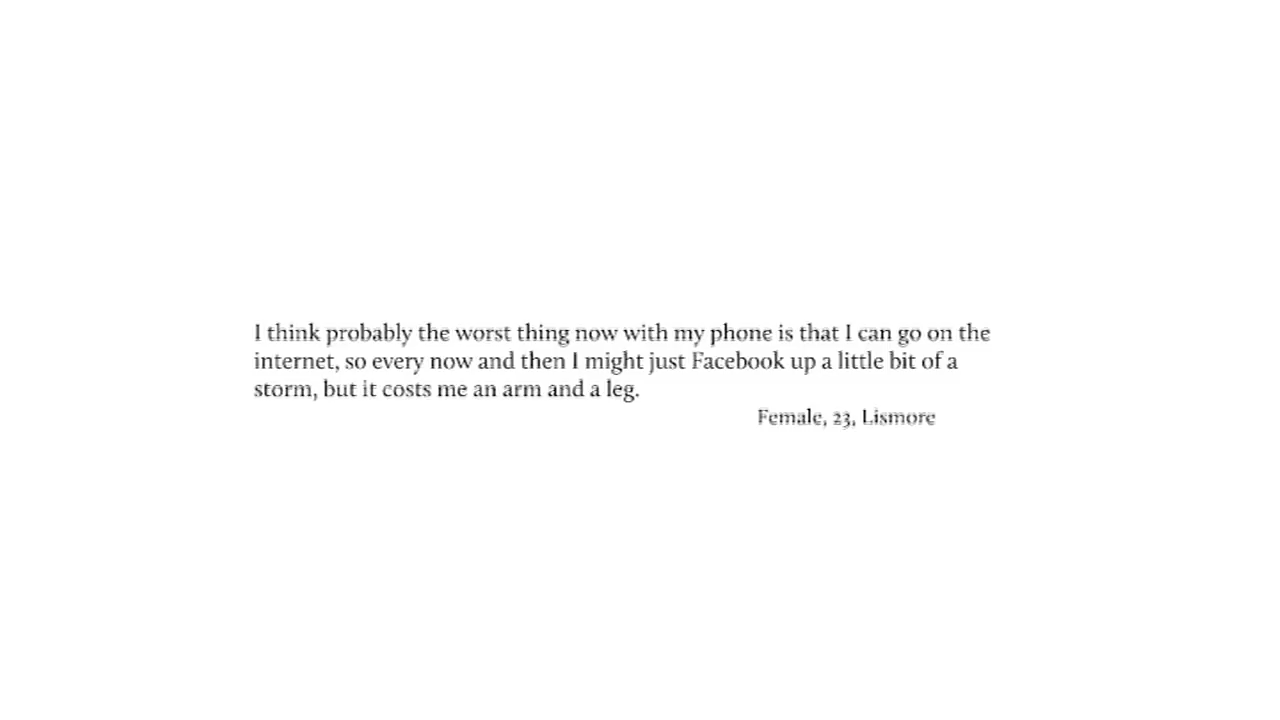 I think probably the worst thing now with my phone is that I can go on the
internet, so every now and then I might just Facebook up a little bit of a
storm, but it costs me an arm and a leg.
Female, 23, Lismore